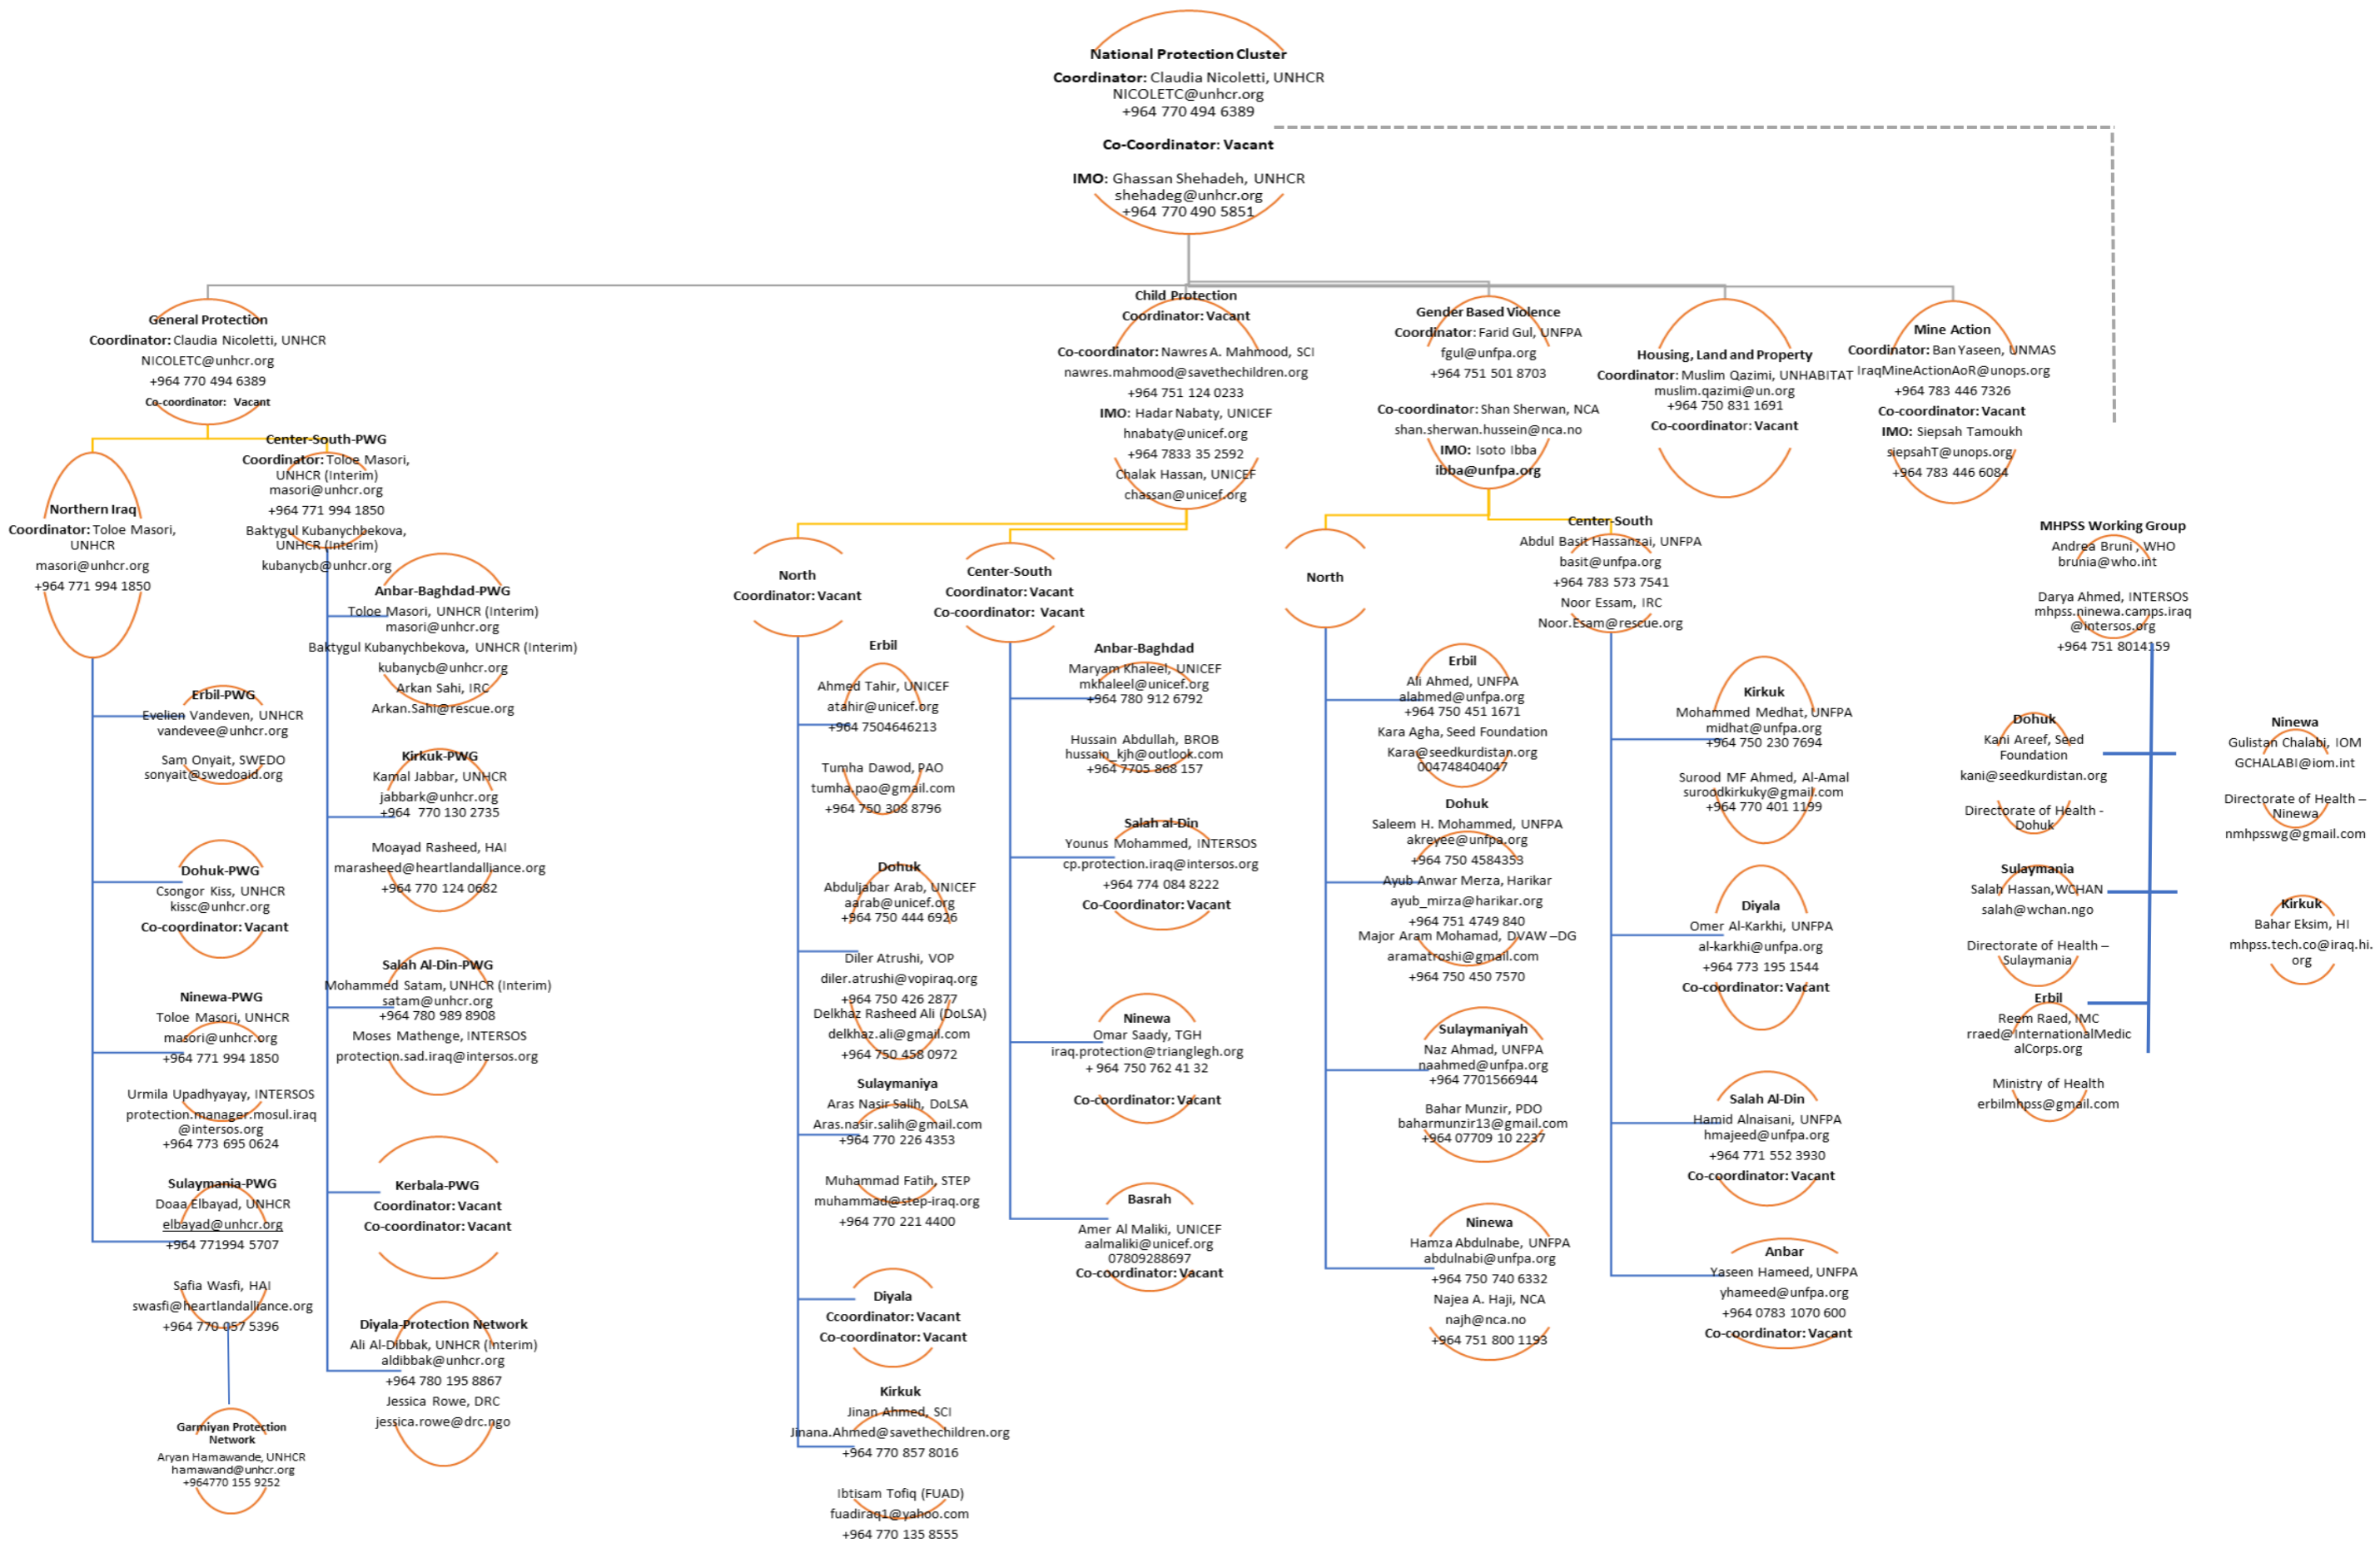 National Protection Cluster
Coordinator: Claudia Nicoletti, UNHCR
NICOLETC@unhcr.org
+964 770 494 6389
Co-Coordinator: Vacant
IMO: Ghassan Shehadeh, UNHCR
shehadeg@unhcr.org
+964 770 490 5851
General Protection
Coordinator: Claudia Nicoletti, UNHCR
NICOLETC@unhcr.org
+964 770 494 6389
Co-coordinator: Vacant
Northern Iraq
Coordinator: Toloe Masori,
UNHCR
masori@unhcr.org
+964 771 994 1850
Erbil-PWG
Evelien Vandeven, UNHCR
vandevee@unhcr.org
Sam Onyait, SWEDO
sonyait@swedoaid.org
Dohuk-PWG
Csongor Kiss, UNHCR
kissc@unhcr.org
Co-coordinator: Vacant
Ninewa-PWG
Toloe Masori, UNHCR
masori@unhcr.org
+964 771 994 1850
Urmila Upadhyayay, INTERSOS
protection.manager.mosul.iraq
@intersos.org
+964 773 695 0624
Sulaymania-PWG
Doaa Elbayad, UNHCR
elbayad@unhcr.org
+964 771994 5707
Safia Wasfi, HAI
swasfi@heartlandalliance.org
+964 770 057 5396
Garmiyan Protection
Network
Aryan Hamawande, UNHCR
hamawand@unhcr.org
+964770 155 9252
Center-South-PWG
Coordinator: Toloe Masori,
UNHCR (Interim)
masori@unhcr.org
+964 771 994 1850
Baktygul Kubanychbekova,
UNHCR (Interim)
kubanycb@unhcr.org
Anbar-Baghdad-PWG
Toloe Masori, UNHCR (Interim)
masori@unhcr.org
Baktygul Kubanychbekova, UNHCR (Interim)
kubanycb@unhcr.org
Arkan Sahi, IRC
Arkan.Sahi@rescue.org
Kirkuk-PWG
Kamal Jabbar, UNHCR
jabbark@unhcr.org
+964 770 130 2735
Moayad Rasheed, HAI
marasheed@heartlandalliance.org
+964 770 124 0682
Salah Al-Din-PWG
Mohammed Satam, UNHCR (Interim)
satam@unhcr.org
+964 780 989 8908
Moses Mathenge, INTERSOS
protection.sad.iraq@intersos.org
Kerbala-PWG
Coordinator: Vacant
Co-coordinator: Vacant
Diyala-Protection Network
Ali Al-Dibbak, UNHCR (Interim)
aldibbak@unhcr.org
+964 780 195 8867
Jessica Rowe, DRC
jessica.rowe@drc.ngo
Child Protection
Coordinator: Vacant
Co-coordinator: Nawres A. Mahmood, SCI
nawres.mahmood@savethechildren.org
+964 751 124 0233
IMO: Hadar Nabaty, UNICEF
hnabaty@unicef.org
+964 7833 35 2592
Chalak Hassan, UNICEF
chassan@unicef.org
North
Coordinator: Vacant
Erbil
Ahmed Tahir, UNICEF
atahir@unicef.org
+964 7504646213
Tumha Dawod, PAO
tumha.pao@gmail.com
+964 750 308 8796
Dohuk
Abduljabar Arab, UNICEF
aarab@unicef.org
+964 750 444 6926
Diler Atrushi, VOP
diler.atrushi@vopiraq.org
+964 750 426 2877
Delkhaz Rasheed Ali (DoLSA)
delkhaz.ali@gmail.com
+964 750 458 0972
Sulaymaniya
Aras Nasir Salih, DoLSA
Aras.nasir.salih@gmail.com
+964 770 226 4353
Muhammad Fatih, STEP
muhammad@step-iraq.org
+964 770 221 4400
Diyala
Ccoordinator: Vacant
Co-coordinator: Vacant
Kirkuk
Jinan Ahmed, SCI
Jinana.Ahmed@savethechildren.org
+964 770 857 8016
Ibtisam Tofiq (FUAD)
fuadiraq1@yahoo.com
+964 770 135 8555
Center-South
Coordinator: Vacant
Co-coordinator: Vacant
Anbar-Baghdad
Maryam Khaleel, UNICEF
mkhaleel@unicef.org
+964 780 912 6792
Hussain Abdullah, BROB
hussain_kjh@outlook.com
+964 7705 868 157
Salah al-Din
Younus Mohammed, INTERSOS
cp.protection.iraq@intersos.org
+964 774 084 8222
Co-Coordinator: Vacant
Ninewa
Omar Saady, TGH
iraq.protection@trianglegh.org
+ 964 750 762 41 32
Co-coordinator: Vacant
Basrah
Amer Al Maliki, UNICEF
aalmaliki@unicef.org
07809288697
Co-coordinator: Vacant
Gender Based Violence
Coordinator: Farid Gul, UNFPA
fgul@unfpa.org
+964 751 501 8703
Co-coordinator: Shan Sherwan, NCA
shan.sherwan.hussein@nca.no
IMO: Isoto Ibba
ibba@unfpa.org
North
Erbil
Ali Ahmed, UNFPA
alabmed@unfpa.org
+964 750 451 1671
Kara Agha, Seed Foundation
Kara@seedkurdistan.org
004748404047
Dohuk
Saleem H. Mohammed, UNFPA
akreyee@unfpa.org
+964 750 4584353
Ayub Anwar Merza, Harikar
ayub_mirza@harikar.org
+964 751 4749 840
Major Aram Mohamad, DVAW –DG
aramatroshi@gmail.com
+964 750 450 7570
Sulaymaniyah
Naz Ahmad, UNFPA
naahmed@unfpa.org
+964 7701566944
Bahar Munzir, PDO
baharmunzir13@gmail.com
+964 07709 10 2237
Ninewa
Hamza Abdulnabe, UNFPA
abdulnabi@unfpa.org
+964 750 740 6332
Najea A. Haji, NCA
najh@nca.no
+964 751 800 1193
Center-South
Abdul Basit Hassanzai, UNFPA
basit@unfpa.org
+964 783 573 7541
Noor Essam, IRC
Noor.Esam@rescue.org
Kirkuk
Mohammed Medhat, UNFPA
midhat@unfpa.org
+964 750 230 7694
Surood MF Ahmed, Al-Amal
suroodkirkuky@gmail.com
+964 770 401 1199
Diyala
Omer Al-Karkhi, UNFPA
al-karkhi@unfpa.org
+964 773 195 1544
Co-coordinator: Vacant
Salah Al-Din
Hamid Alnaisani, UNFPA
hmajeed@unfpa.org
+964 771 552 3930
Co-coordinator: Vacant
Anbar
Yaseen Hameed, UNFPA
yhameed@unfpa.org
+964 0783 1070 600
Co-coordinator: Vacant
Housing, Land and Property
Coordinator: Muslim Qazimi, UNHABITAT
muslim.qazimi@un.org
+964 750 831 1691
Co-coordinator: Vacant
Mine Action
Coordinator: Ban Yaseen, UNMAS
IraqMineActionAoR@unops.org
+964 783 446 7326
Co-coordinator: Vacant
IMO: Siepsah Tamoukh
siepsahT@unops.org
+964 783 446 6084
MHPSS Working Group
Andrea Bruni , WHO
brunia@who.int
Darya Ahmed, INTERSOS
mhpss.ninewa.camps.iraq
@intersos.org
+964 751 8014159
Dohuk
Kani Areef, Seed
Foundation
kani@seedkurdistan.org
Directorate of Health -
Dohuk
Sulaymania
Salah Hassan, WCHAN
salah@wchan.ngo
Directorate of Health –
Sulaymania
Erbil
Reem Raed, IMC
rraed@InternationalMedic
alCorps.org
Ministry of Health
erbilmhpss@gmail.com
Ninewa
Gulistan Chalabi, IOM
GCHALABI@iom.int
Directorate of Health –
Ninewa
nmhpsswg@gmail.com
Kirkuk
Bahar Eksim, HI
mhpss.tech.co@iraq.hi.
org